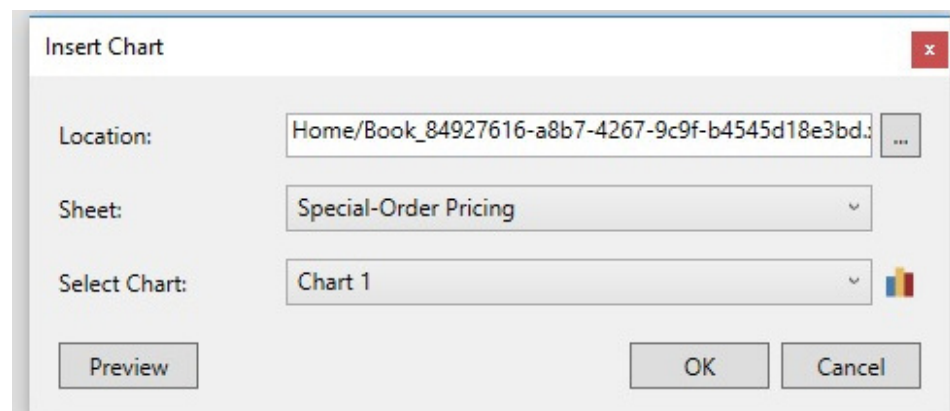 Insert Chart
x
Location: Home/Book_84927616-a8b7-4267-9c9f-b4545d18e3bd. ...
Sheet: Special-Order Pricing
Select Chart: Chart 1
Preview OK Cancel